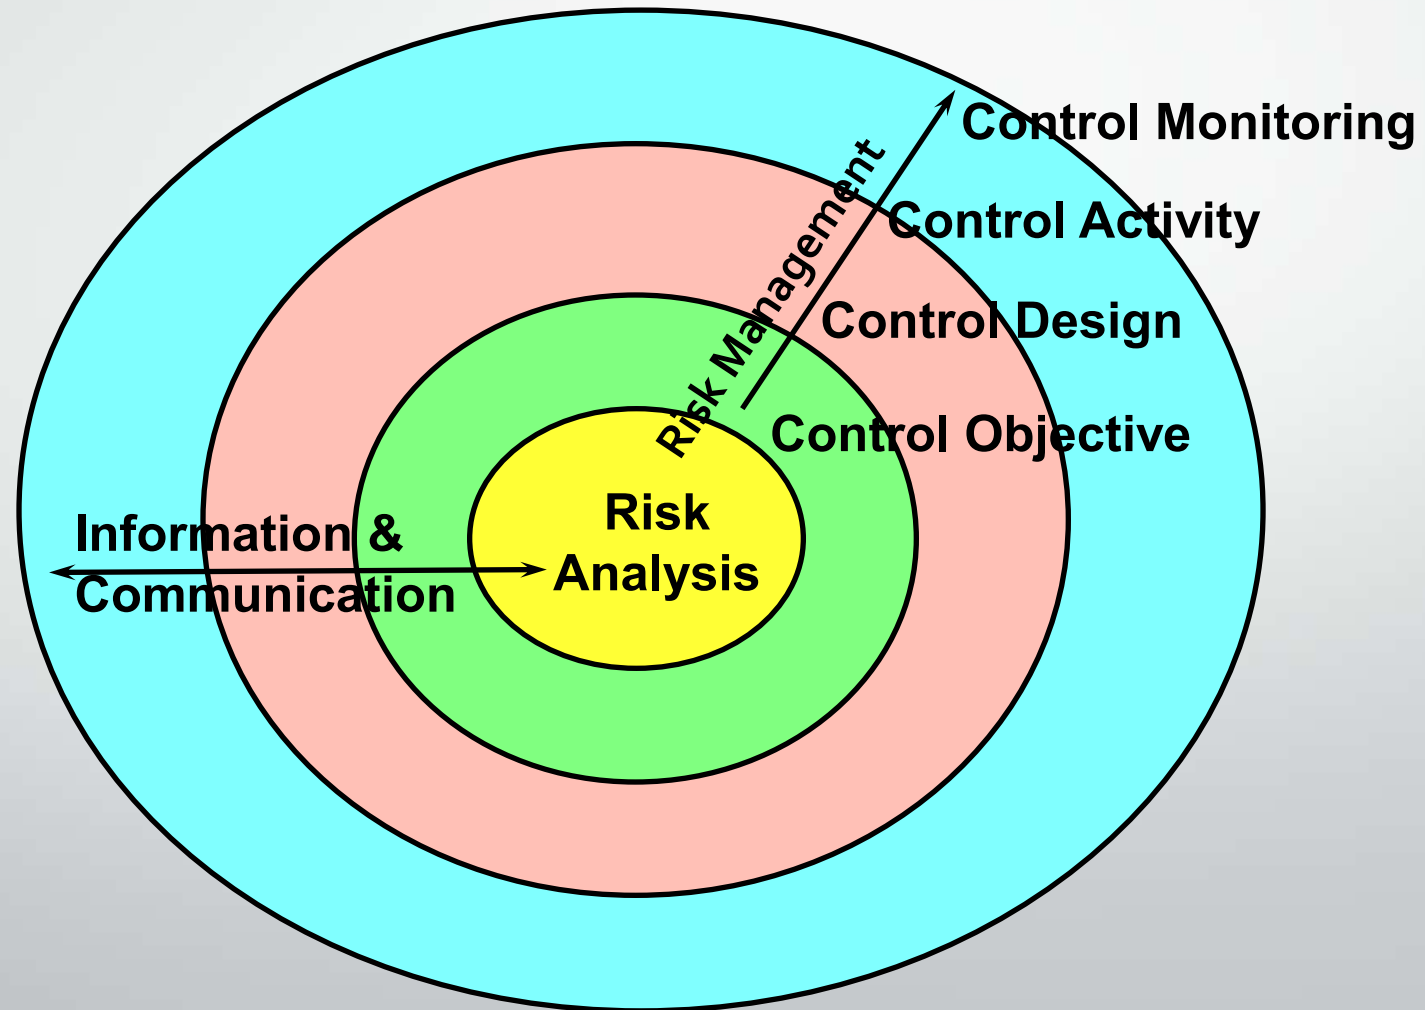 Control Monitoring
Control Activity
Risk Management
Control Design
Control Objective
Risk
Analysis
Information &
Communication